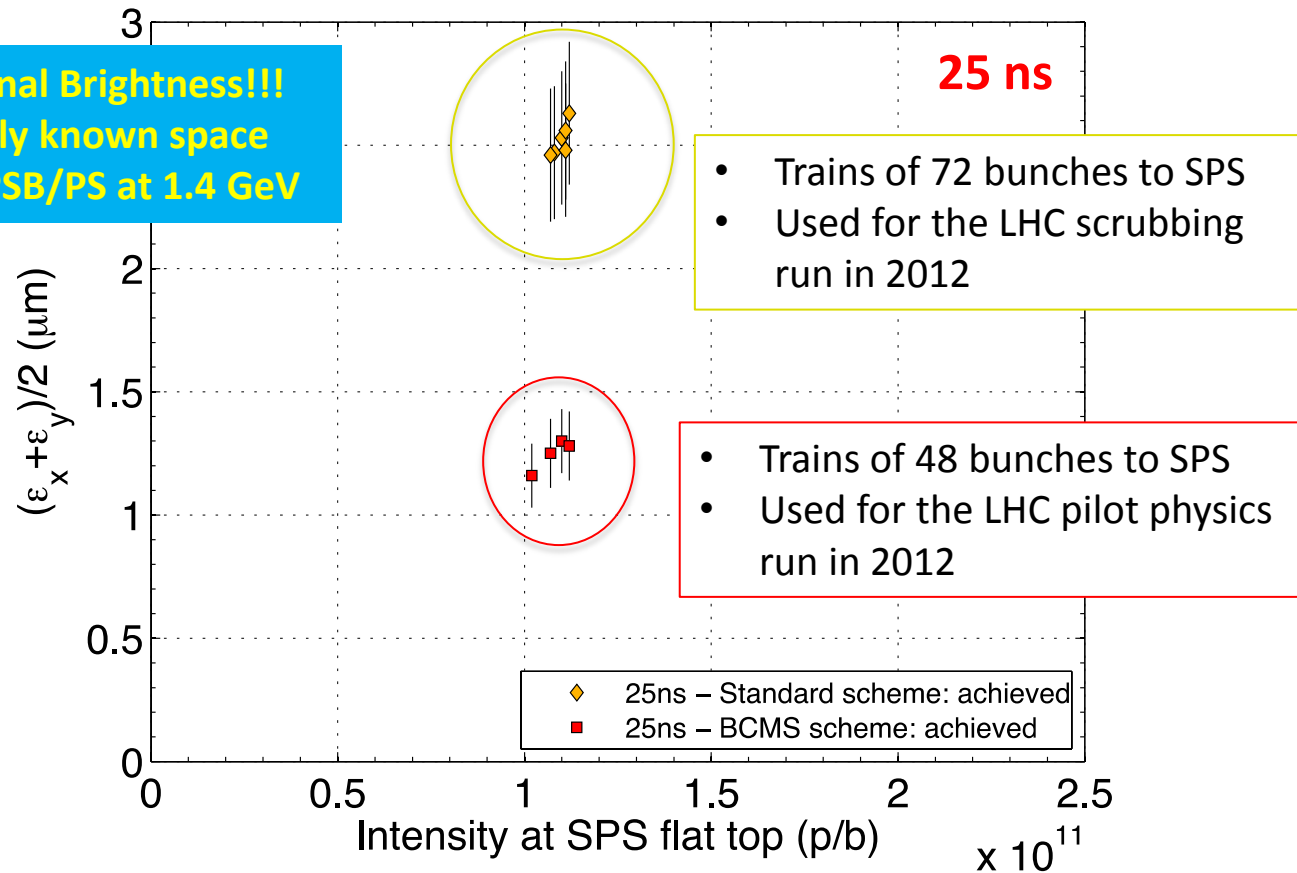 nal Brightness!!!
ly known space
SB/PS at 1.4 GeV
25 ns
• Trains of 72 bunches to SPS
• Used for the LHC scrubbing
run in 2012
• Trains of 48 bunches to SPS
• Used for the LHC pilot physics
run in 2012
3
2
1.5
1
0.5
0
(εx+εy)/2 (μm)
25ns – Standard scheme: achieved
25ns – BCMS scheme: achieved
0 0.5 1 1.5 2 2.5
Intensity at SPS flat top (p/b)
x 10^11